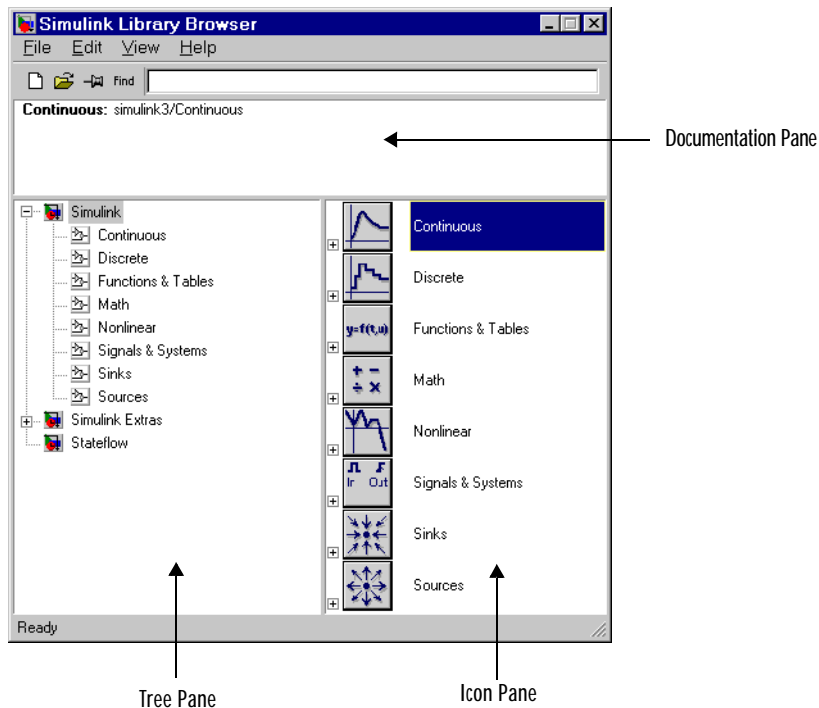 Simulink Library Browser
File Edit View Help
Find
Continuous: simulink3/Continuous
Documentation Pane
Simulink
Continuous
Discrete
Functions & Tables
Math
Nonlinear
Signals & Systems
Sinks
Sources
Simulink Extras
Stateflow
Continuous
Discrete
y=f(t,u)
Functions & Tables
Math
Nonlinear
In Out
Signals & Systems
Sinks
Sources
Ready
Tree Pane
Icon Pane